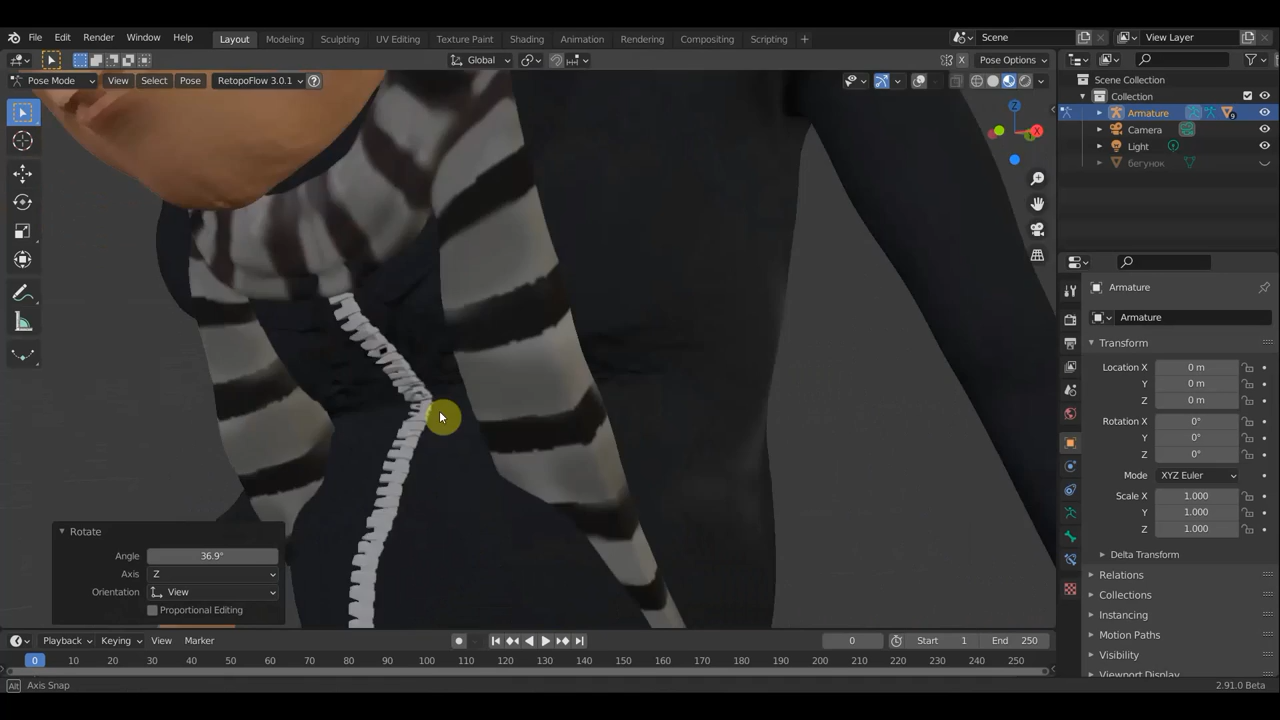 File Edit Render Window Help Layout Modeling Sculpting UV Editing Texture Paint Shading Animation Rendering Compositing Scripting + Scene View Layer
Global Pose Options
Pose Mode View Select Pose RetopoFlow 3.0.1 ?
Scene Collection
Collection
Armature 9
Camera
Light
бегунок
Z
X
Armature
Armature
Transform
Location X 0 m
Y 0 m
Z 0 m
Rotation X 0°
Y 0°
Z 0°
Mode XYZ Euler
Scale X 1.000
Y 1.000
Z 1.000
Delta Transform
Relations
Collections
Instancing
Motion Paths
Visibility
Viewport Display
Rotate
Angle 36.9°
Axis Z
Orientation View
Proportional Editing
Playback Keying View Marker 0 Start 1 End 250
0 10 20 30 40 50 60 70 80 90 100 110 120 130 140 150 160 170 180 190 200 210 220 230 240 250
Alt Axis Snap 2.91.0 Beta